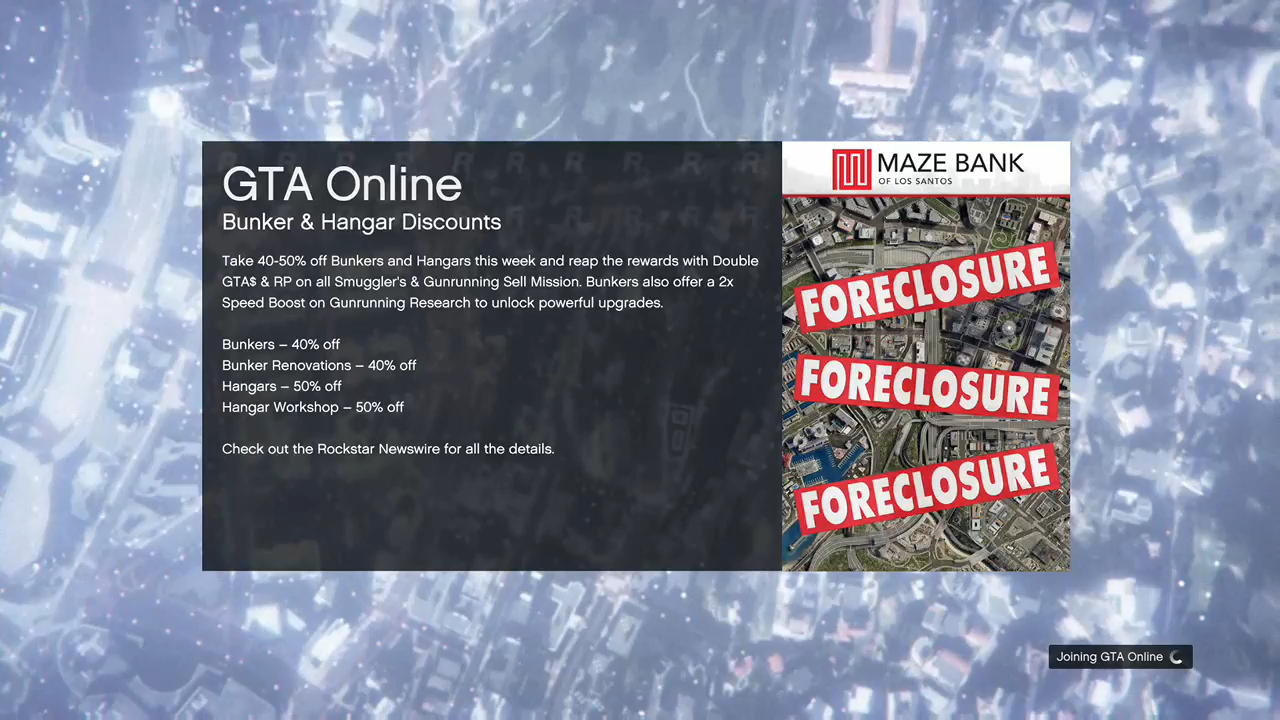 GTA Online
Bunker & Hangar Discounts
Take 40-50% off Bunkers and Hangars this week and reap the rewards with Double
GTA$ & RP on all Smuggler's & Gunrunning Sell Mission. Bunkers also offer a 2x
Speed Boost on Gunrunning Research to unlock powerful upgrades.
Bunkers – 40% off
Bunker Renovations – 40% off
Hangars – 50% off
Hangar Workshop – 50% off
Check out the Rockstar Newswire for all the details.
MAZE BANK
OF LOS SANTOS
FORECLOSURE
FORECLOSURE
FORECLOSURE
Joining GTA Online